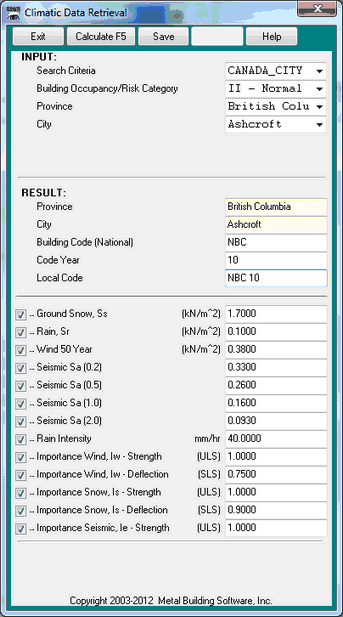 Climatic Data Retrieval
Exit Calculate F5 Save Help
INPUT:
Search Criteria CANADA_CITY
Building Occupancy/Risk Category II - Normal
Province British Colu
City Ashcroft
RESULT:
Province British Columbia
City Ashcroft
Building Code (National) NBC
Code Year 10
Local Code NBC 10
.. Ground Snow, Ss (kN/m^2) 1.7000
.. Rain, Sr (kN/m^2) 0.1000
.. Wind 50 Year (kN/m^2) 0.3800
.. Seismic Sa (0.2) 0.3300
.. Seismic Sa (0.5) 0.2600
.. Seismic Sa (1.0) 0.1600
.. Seismic Sa (2.0) 0.0930
.. Rain Intensity mm/hr 40.0000
.. Importance Wind, Iw - Strength (ULS) 1.0000
.. Importance Wind, Iw - Deflection (SLS) 0.7500
.. Importance Snow, Is - Strength (ULS) 1.0000
.. Importance Snow, Is - Deflection (SLS) 0.9000
.. Importance Seismic, Ie - Strength (ULS) 1.0000
Copyright 2003-2012 Metal Building Software, Inc.